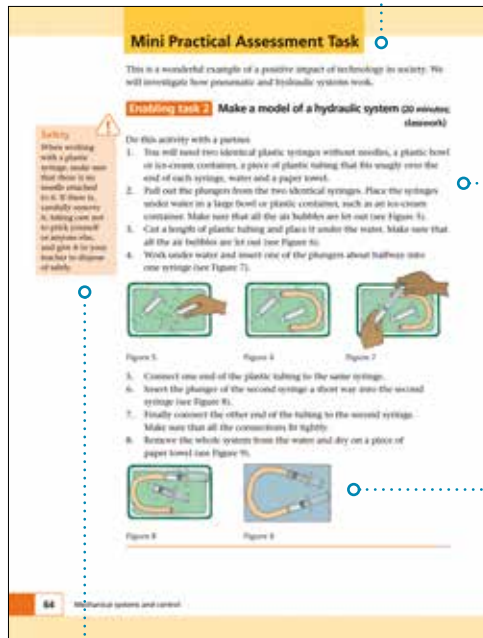 Mini Practical Assessment Task
This is a wonderful example of a positive impact of technology in society. We
will investigate how pneumatic and hydraulic systems work.
Enabling task 2 Make a model of a hydraulic system (20 minutes;
classwork)
Safety
When working
with a plastic
syringe, make sure
that there is no
needle attached
to it. If there is,
carefully remove
it, taking care not
to prick yourself
or anyone else,
and give it to your
teacher to dispose
of safely.
Do this activity with a partner.
1. You will need two identical plastic syringes without needles, a plastic bowl
or ice-cream container, a piece of plastic tubing that fits snugly over the
end of each syringe, water and a paper towel.
2. Pull out the plungers from the two identical syringes. Place the syringes
under water in a large bowl or plastic container, such as an ice-cream
container. Make sure that all the air bubbles are let out (see Figure 5).
3. Cut a length of plastic tubing and place it under the water. Make sure that
all the air bubbles are let out (see Figure 6).
4. Work under water and insert one of the plungers about halfway into
one syringe (see Figure 7).
Figure 5
Figure 6
Figure 7
5. Connect one end of the plastic tubing to the same syringe.
6. Insert the plunger of the second syringe a short way into the second
syringe (see Figure 8).
7. Finally connect the other end of the tubing to the second syringe.
Make sure that all the connections fit tightly.
8. Remove the whole system from the water and dry on a piece of
paper towel (see Figure 9).
Figure 8
Figure 9
64 Mechanical systems and control